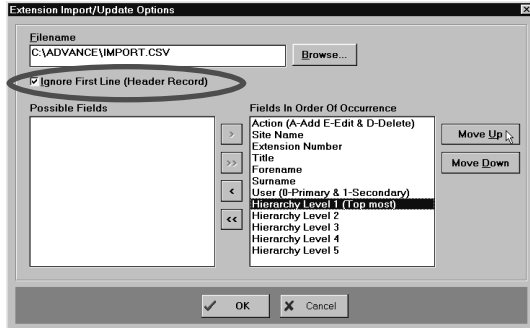 Extension Import/Update Options
Filename
C:\ADVANCE\IMPORT.CSV
Browse...
Ignore First Line (Header Record)
Possible Fields
Fields In Order Of Occurrence
Action (A-Add E-Edit & D-Delete)
Site Name
Extension Number
Title
Forename
Surname
User (0-Primary & 1-Secondary)
Hierarchy Level 1 (Top most)
Hierarchy Level 2
Hierarchy Level 3
Hierarchy Level 4
Hierarchy Level 5
>
>>
<
<<
Move Up
Move Down
OK
Cancel